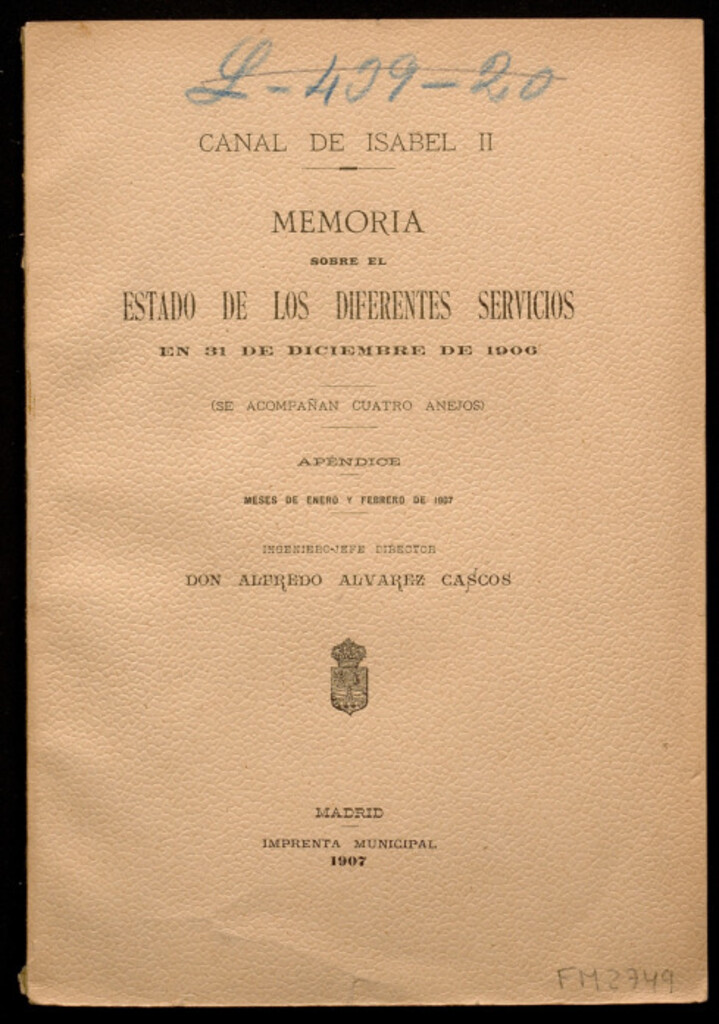 L-409-20
CANAL DE ISABEL II
MEMORIA
SOBRE EL
ESTADO DE LOS DIFERENTES SERVICIOS
EN 31 DE DICIEMBRE DE 1906
(SE ACOMPAÑAN CUATRO ANEJOS)
APÉNDICE
MESES DE ENERO Y FEBRERO DE 1907
INGENIERO-JEFE DIRECTOR
DON ALFREDO ALVAREZ CASCOS
MADRID
IMPRENTA MUNICIPAL
1907
FM2749